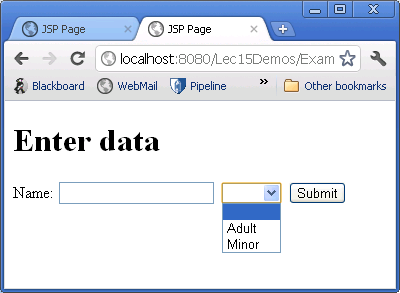 JSP Page JSP Page
localhost:8080/Lec15Demos/Exam
Blackboard WebMail Pipeline » Other bookmarks
Enter data
Name: Submit
Adult
Minor